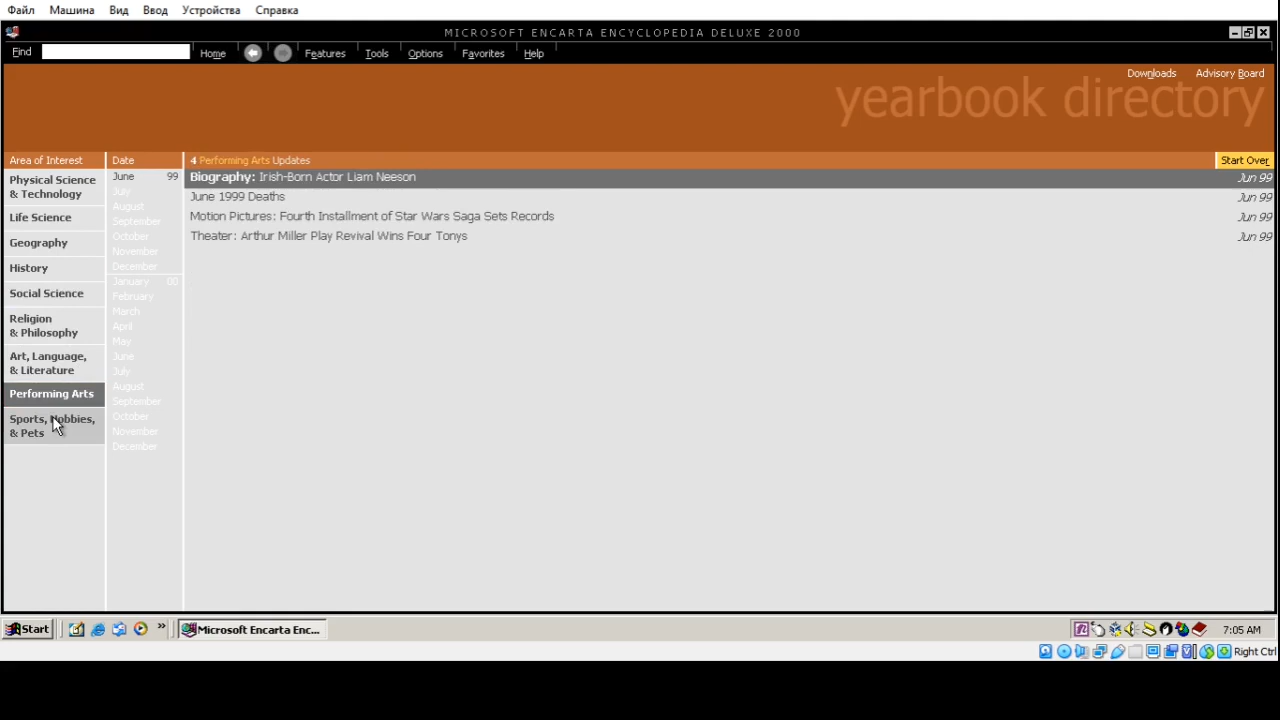 Файл Машина Вид Ввод Устройства Справка
MICROSOFT ENCARTA ENCYCLOPEDIA DELUXE 2000
Find Home Features Tools Options Favorites Help
Downloads Advisory Board
yearbook directory
Area of Interest
Physical Science
& Technology
Life Science
Geography
History
Social Science
Religion
& Philosophy
Art, Language,
& Literature
Performing Arts
Sports, Hobbies,
& Pets
Date
June 99
July
August
September
October
November
December
January 00
February
March
April
May
June
July
August
September
October
November
December
4 Performing Arts Updates Start Over
Biography: Irish-Born Actor Liam Neeson Jun 99
June 1999 Deaths Jun 99
Motion Pictures: Fourth Installment of Star Wars Saga Sets Records Jun 99
Theater: Arthur Miller Play Revival Wins Four Tonys Jun 99
Start » Microsoft Encarta Enc... 7:05 AM
Right Ctrl